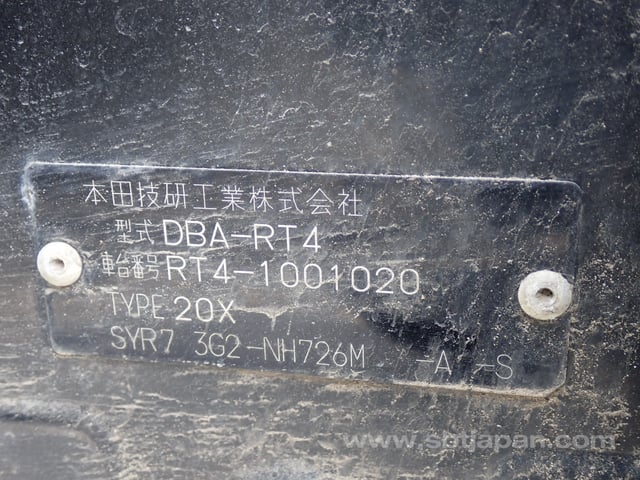 本田技研工業株式会社
型式 DBA-RT4
車台番号 RT4-1001020
TYPE 20X
SYR7 3G2-NH726M -A -S
www.sbtjapan.com